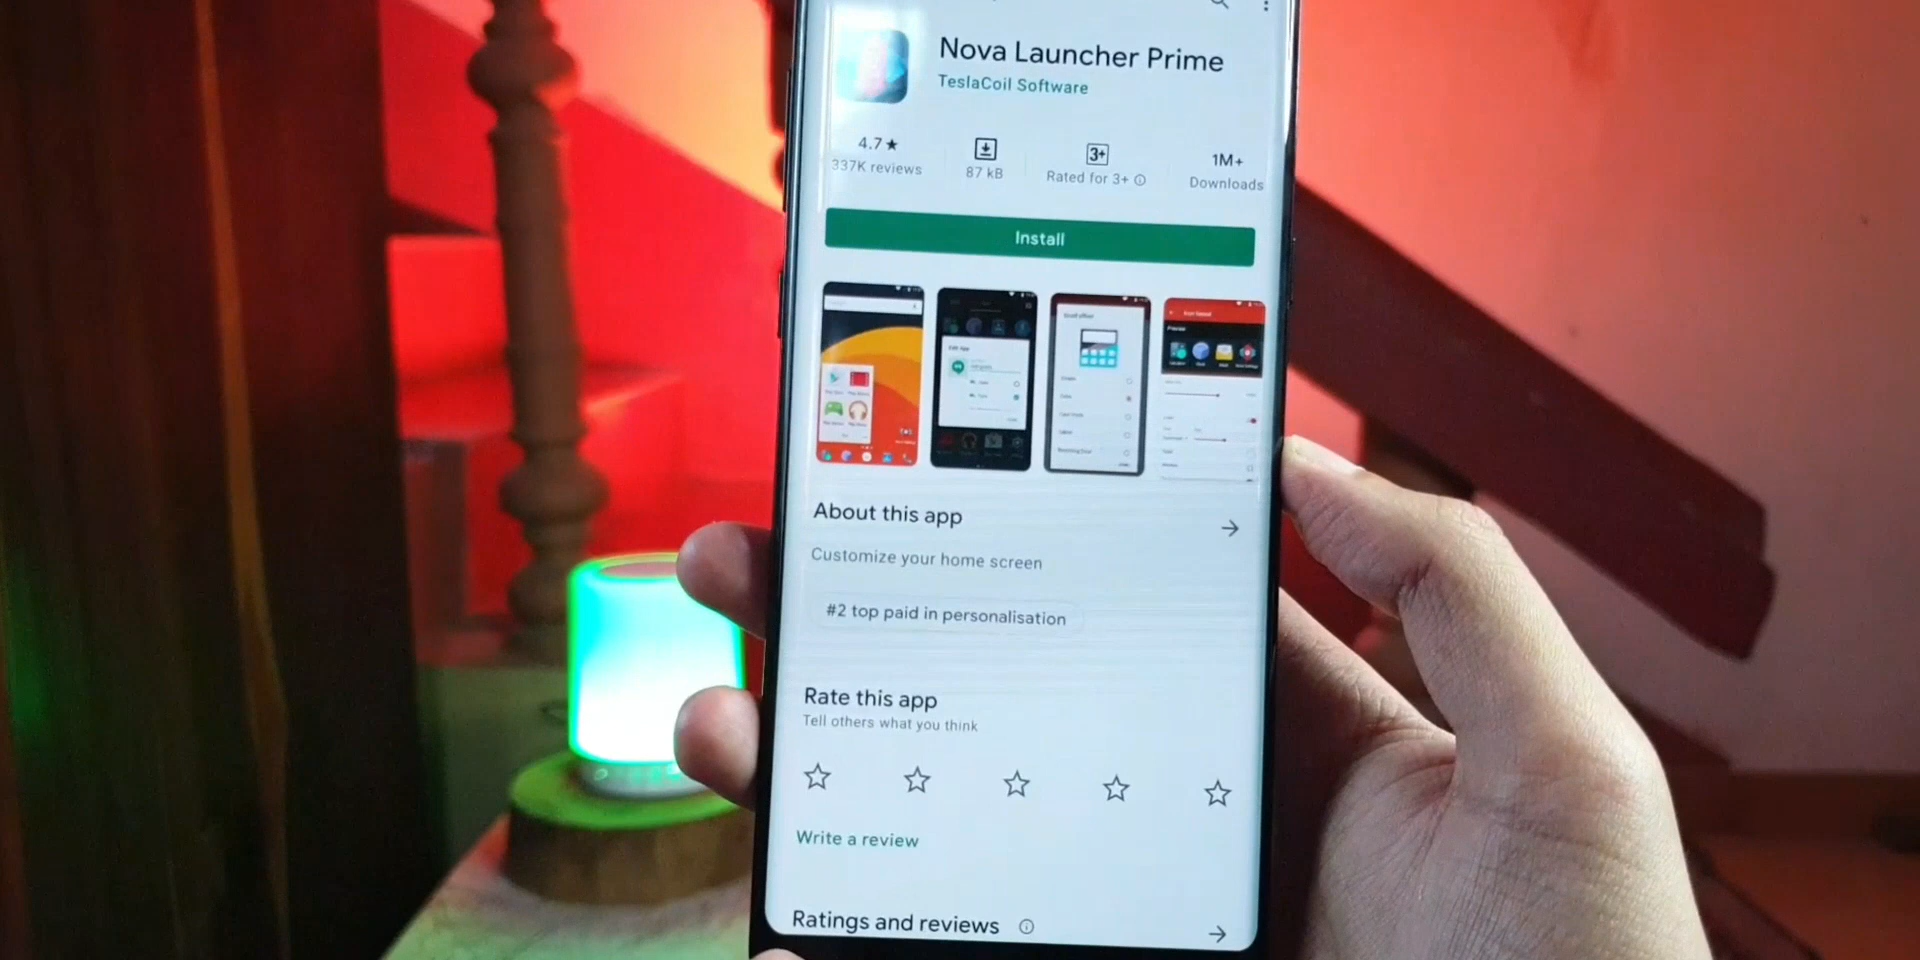 Nova Launcher Prime
TeslaCoil Software
4.7★
337K reviews
87 kB
3+
Rated for 3+
1M+
Downloads
Install
About this app
Customize your home screen
#2 top paid in personalisation
Rate this app
Tell others what you think
Write a review
Ratings and reviews